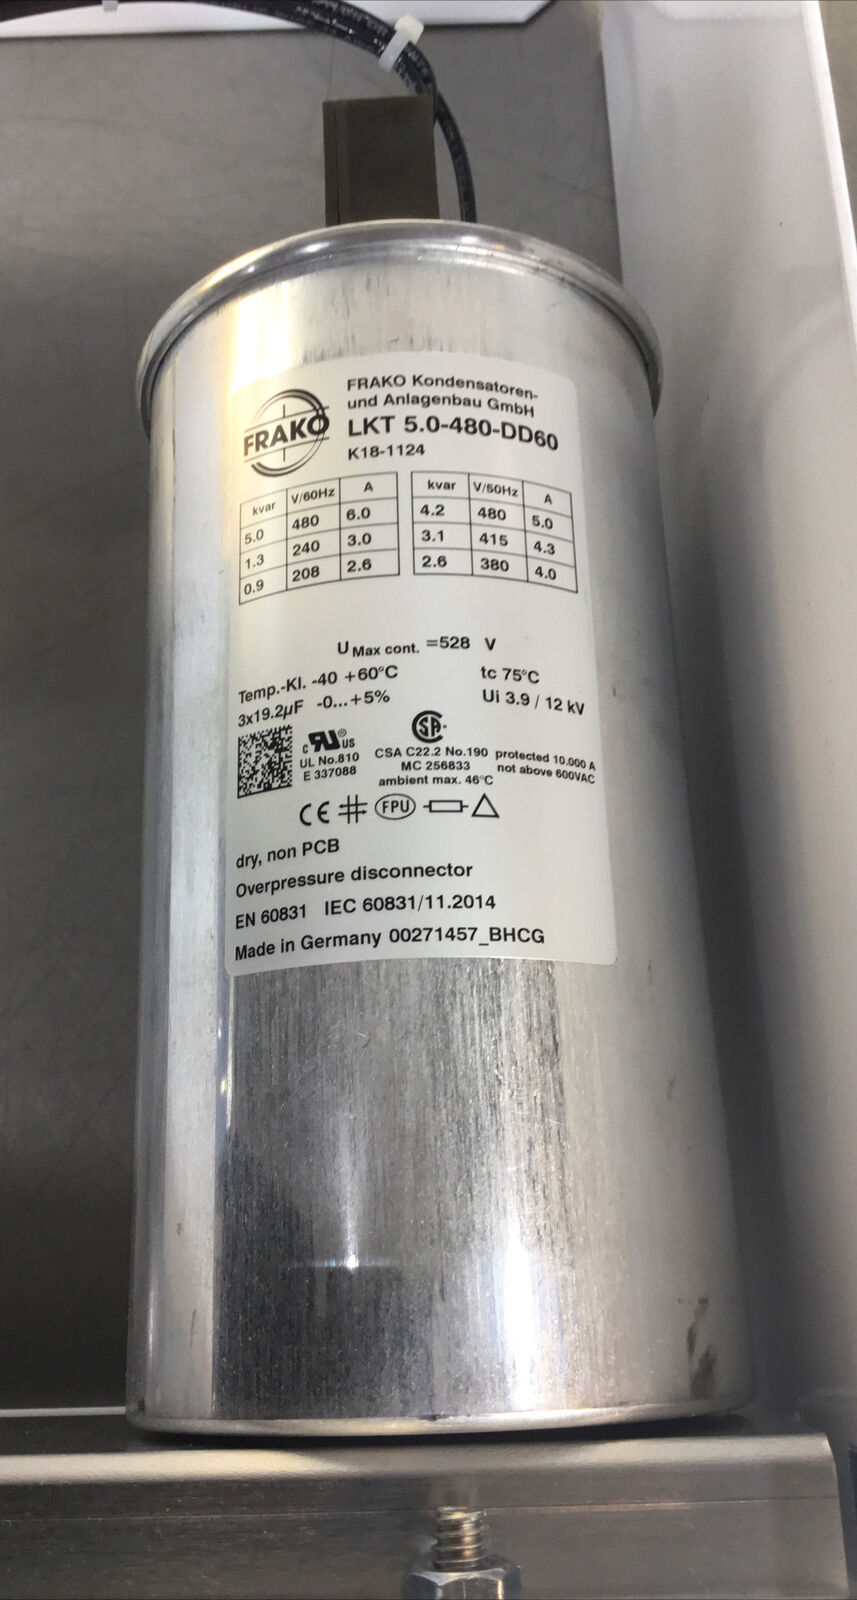 FRAKO
FRAKO Kondensatoren-
und Anlagenbau GmbH
LKT 5.0-480-DD60
K18-1124
kvar V/60Hz A
5.0 480 6.0
1.3 240 3.0
0.9 208 2.6
kvar V/50Hz A
4.2 480 5.0
3.1 415 4.3
2.6 380 4.0
U Max cont. =528 V
Temp.-Kl. -40 +60°C tc 75°C
3x19.2µF -0...+5% Ui 3.9 / 12 kV
c RU ® US
UL No.810
E 337088
SA
CSA C22.2 No.190
MC 256833
ambient max. 46°C
protected 10.000 A
not above 600VAC
CE FPU
dry, non PCB
Overpressure disconnector
EN 60831 IEC 60831/11.2014
Made in Germany 00271457_BHCG